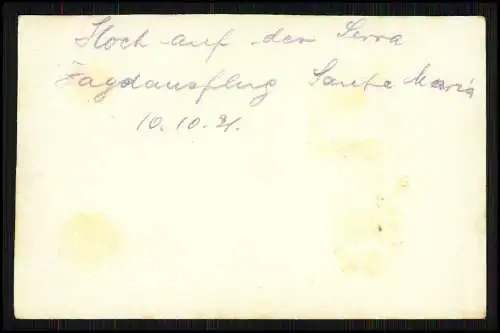 Hoch auf der Serra
Jagdausflug Santa Maria
10.10.21.